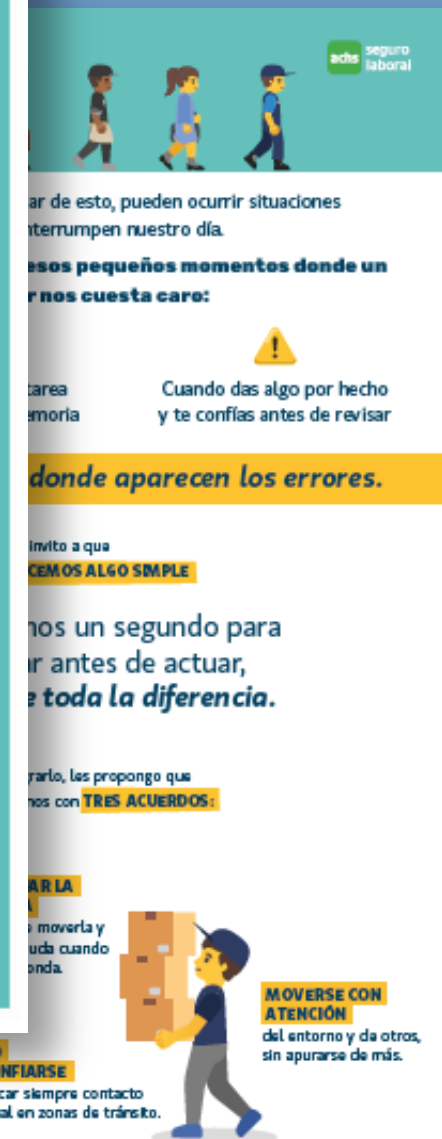 achs seguro
laboral
ar de esto, pueden ocurrir situaciones
nterrumpen nuestro día.
esos pequeños momentos donde un
r nos cuesta caro:
tarea
emoria
Cuando das algo por hecho
y te confías antes de revisar
donde aparecen los errores.
invito a que
CEMOS ALGO SIMPLE
nos un segundo para
ar antes de actuar,
e toda la diferencia.
grarlo, les propongo que
nos con TRES ACUERDOS:
AR LA
A
o moverla y
uda cuando
onda.
MOVERSE CON
ATENCIÓN
del entorno y de otros,
sin apurarse de más.
O
NFIARSE
car siempre contacto
al en zonas de tránsito.